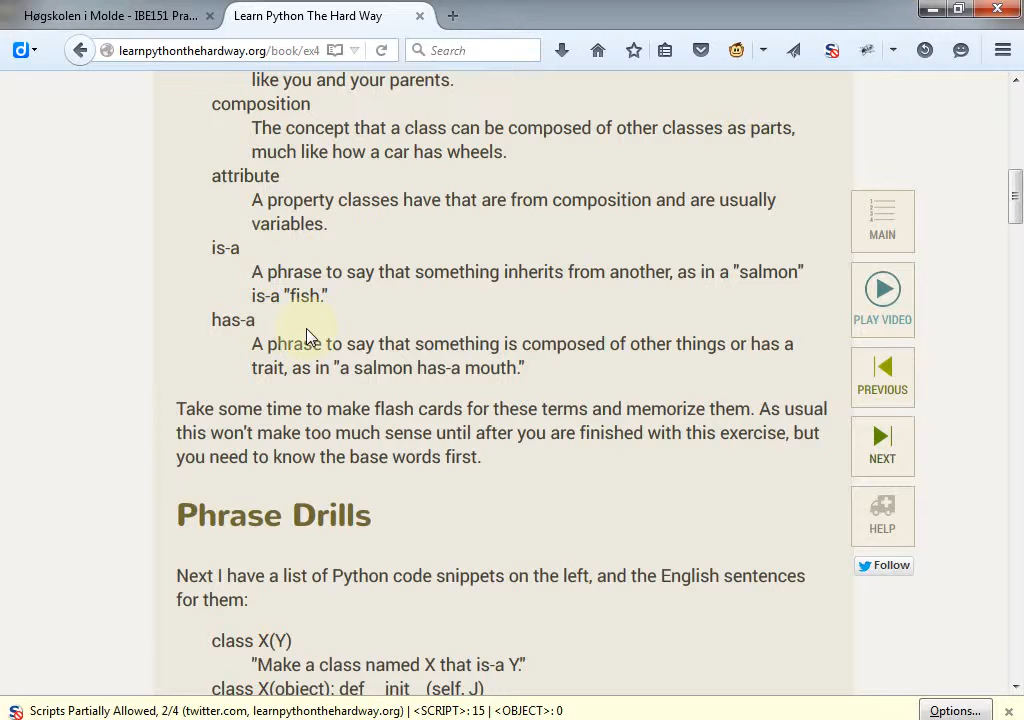 Høgskolen i Molde - IBE151 Pra...
Learn Python The Hard Way
learnpythonthehardway.org/book/ex4
Search
like you and your parents.
composition
The concept that a class can be composed of other classes as parts,
much like how a car has wheels.
attribute
A property classes have that are from composition and are usually
variables.
is-a
A phrase to say that something inherits from another, as in a "salmon"
is-a "fish."
has-a
A phrase to say that something is composed of other things or has a
trait, as in "a salmon has-a mouth."
Take some time to make flash cards for these terms and memorize them. As usual
this won't make too much sense until after you are finished with this exercise, but
you need to know the base words first.
Phrase Drills
Next I have a list of Python code snippets on the left, and the English sentences
for them:
class X(Y)
"Make a class named X that is-a Y."
class X(object): def __init__(self, J)
MAIN
PLAY VIDEO
PREVIOUS
NEXT
HELP
Follow
Scripts Partially Allowed, 2/4 (twitter.com, learnpythonthehardway.org) | <SCRIPT>: 15 | <OBJECT>: 0
Options...